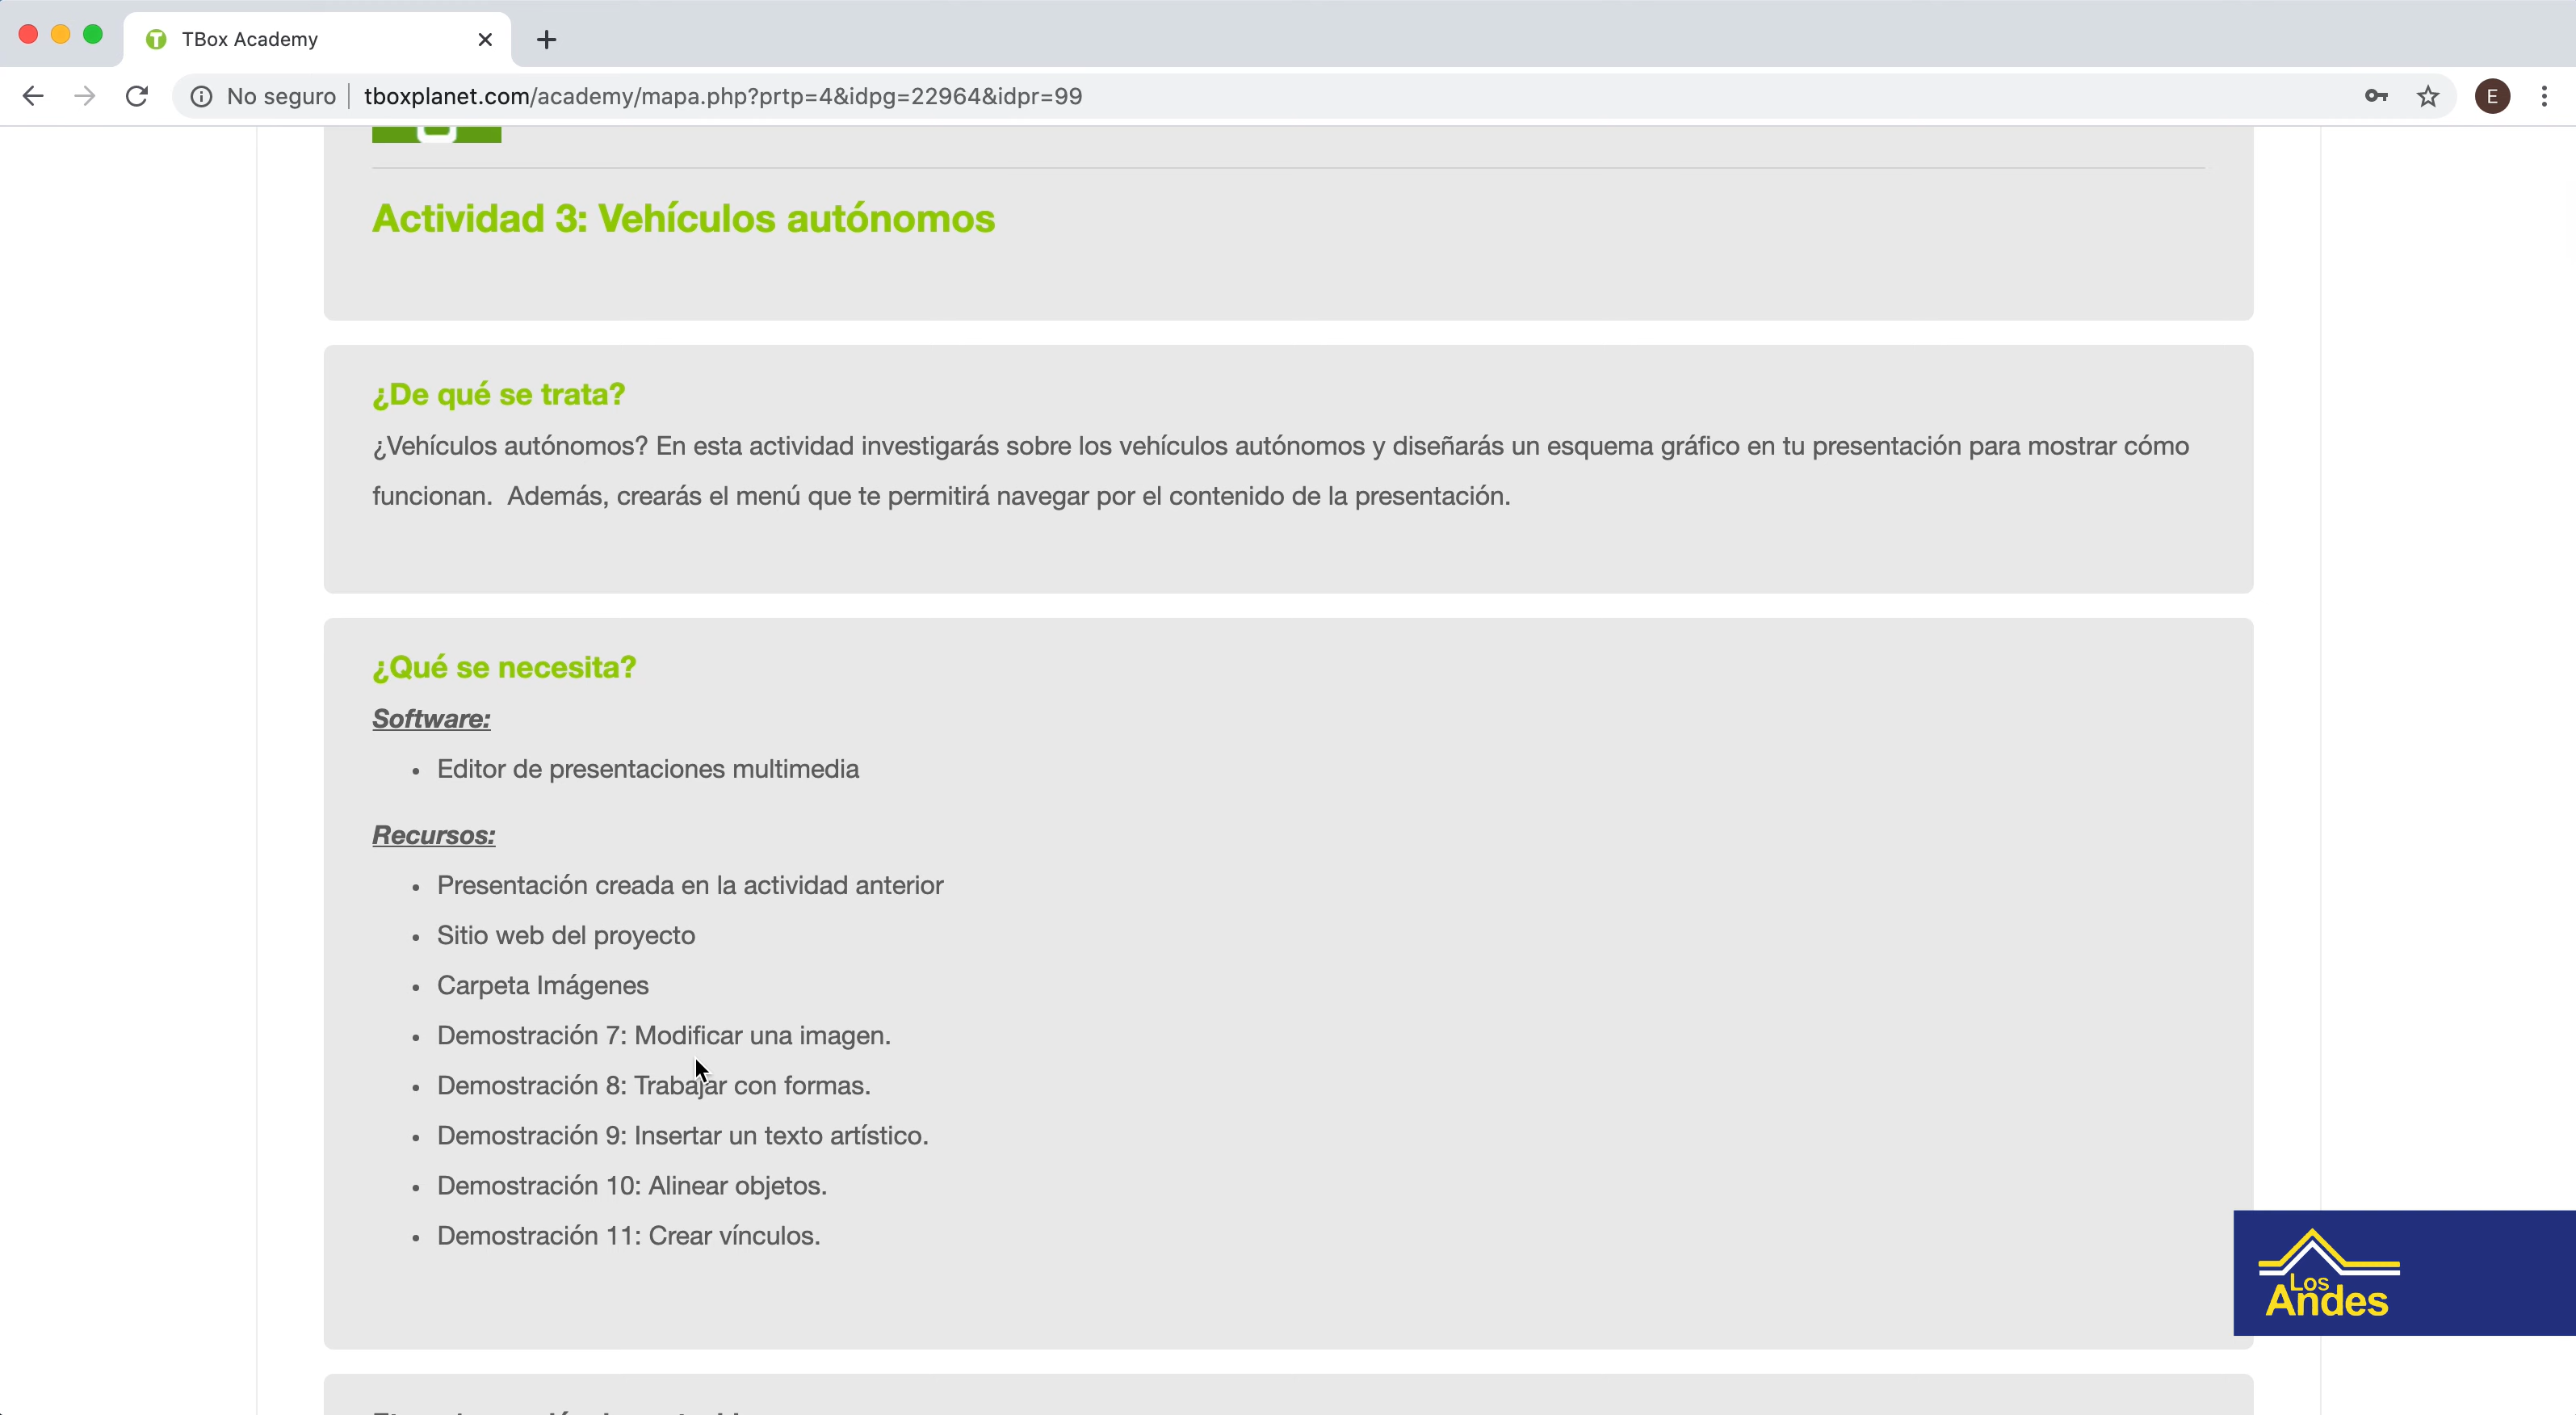 TBox Academy
No seguro | tboxplanet.com/academy/mapa.php?prtp=4&idpg=22964&idpr=99
E
Actividad 3: Vehículos autónomos
¿De qué se trata?
¿Vehículos autónomos? En esta actividad investigarás sobre los vehículos autónomos y diseñarás un esquema gráfico en tu presentación para mostrar cómo
funcionan.  Además, crearás el menú que te permitirá navegar por el contenido de la presentación.
¿Qué se necesita?
Software:
• Editor de presentaciones multimedia
Recursos:
• Presentación creada en la actividad anterior
• Sitio web del proyecto
• Carpeta Imágenes
• Demostración 7: Modificar una imagen.
• Demostración 8: Trabajar con formas.
• Demostración 9: Insertar un texto artístico.
• Demostración 10: Alinear objetos.
• Demostración 11: Crear vínculos.
Los
Andes